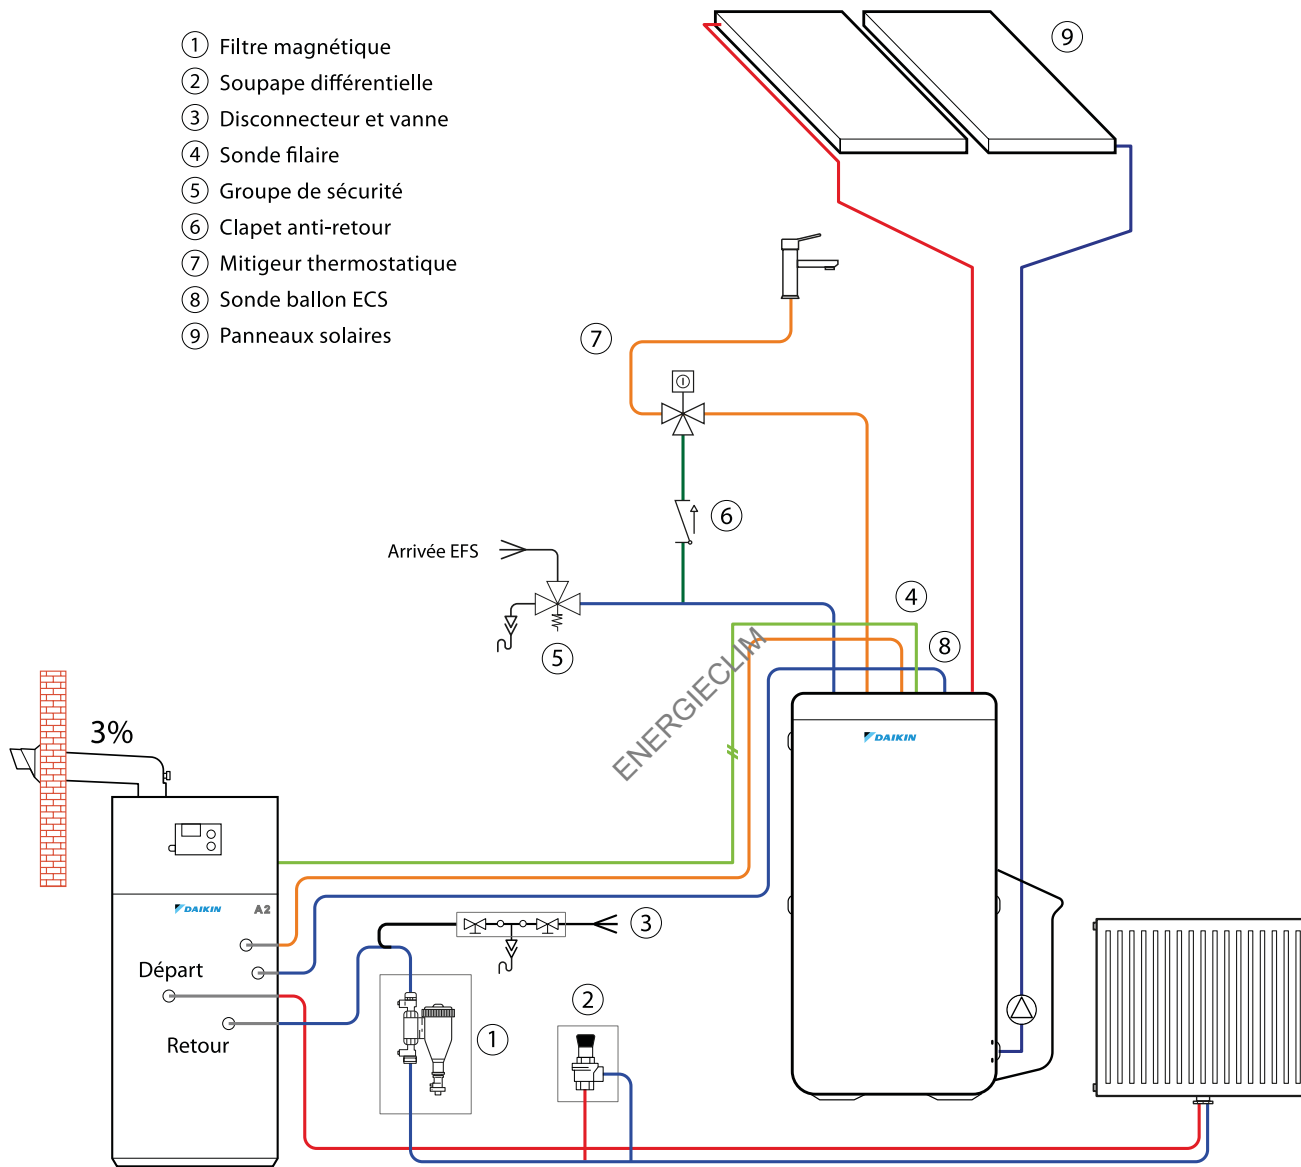 1 Filtre magnétique
2 Soupape différentielle
3 Disconnecteur et vanne
4 Sonde filaire
5 Groupe de sécurité
6 Clapet anti-retour
7 Mitigeur thermostatique
8 Sonde ballon ECS
9 Panneaux solaires
9
7
6
Arrivée EFS
4
8
5
ENERGIECLIM
3%
DAIKIN
DAIKIN A2
3
Départ
2
1
Retour